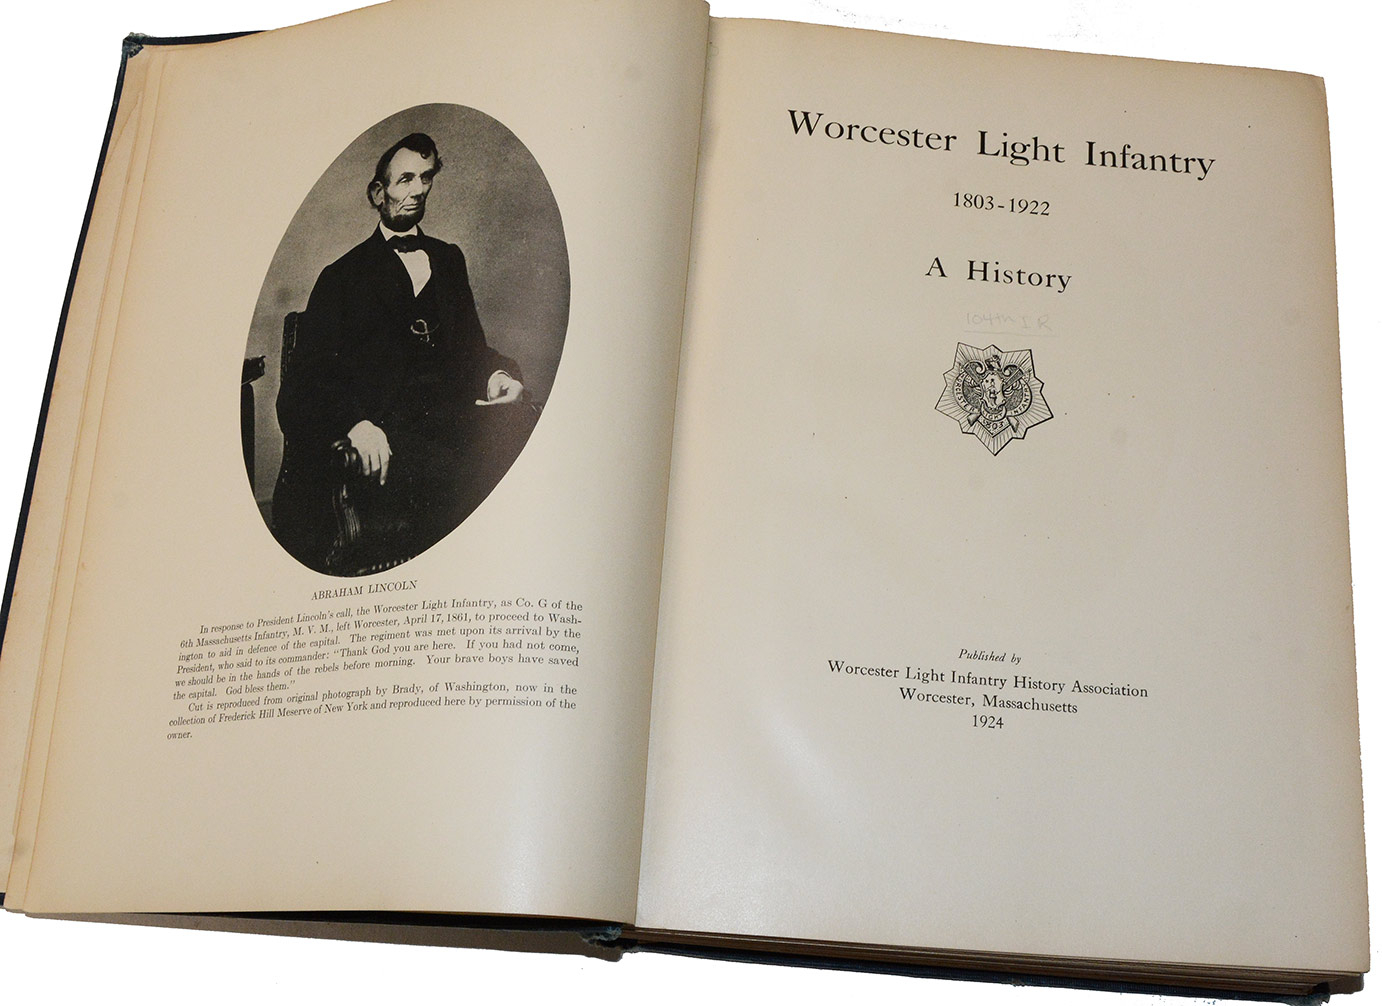 ABRAHAM LINCOLN
In response to President Lincoln's call, the Worcester Light Infantry, as Co. G of the
6th Massachusetts Infantry, M. V. M., left Worcester, April 17, 1861, to proceed to Wash-
ington to aid in defence of the capital. The regiment was met upon its arrival by the
President, who said to its commander: "Thank God you are here. If you had not come,
we should be in the hands of the rebels before morning. Your brave boys have saved
the capital. God bless them."
Cut is reproduced from original photograph by Brady, of Washington, now in the
collection of Frederick Hill Meserve of New York and reproduced here by permission of the
owner.
Worcester Light Infantry
1803-1922
A History
104th I R
1803
Published by
Worcester Light Infantry History Association
Worcester, Massachusetts
1924